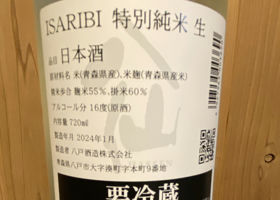 ISARIBI 特別純米 生
品目 日本酒
原材料名 米(青森県産)、米麹(青森県産)
精米歩合 麹米55%、掛米60%
アルコール分 16度(原酒)
内容量 720ml
製造年月 2024年1月
製造者 八戸酒造株式会社
青森県八戸市大字湊町字本町9番地
要冷蔵